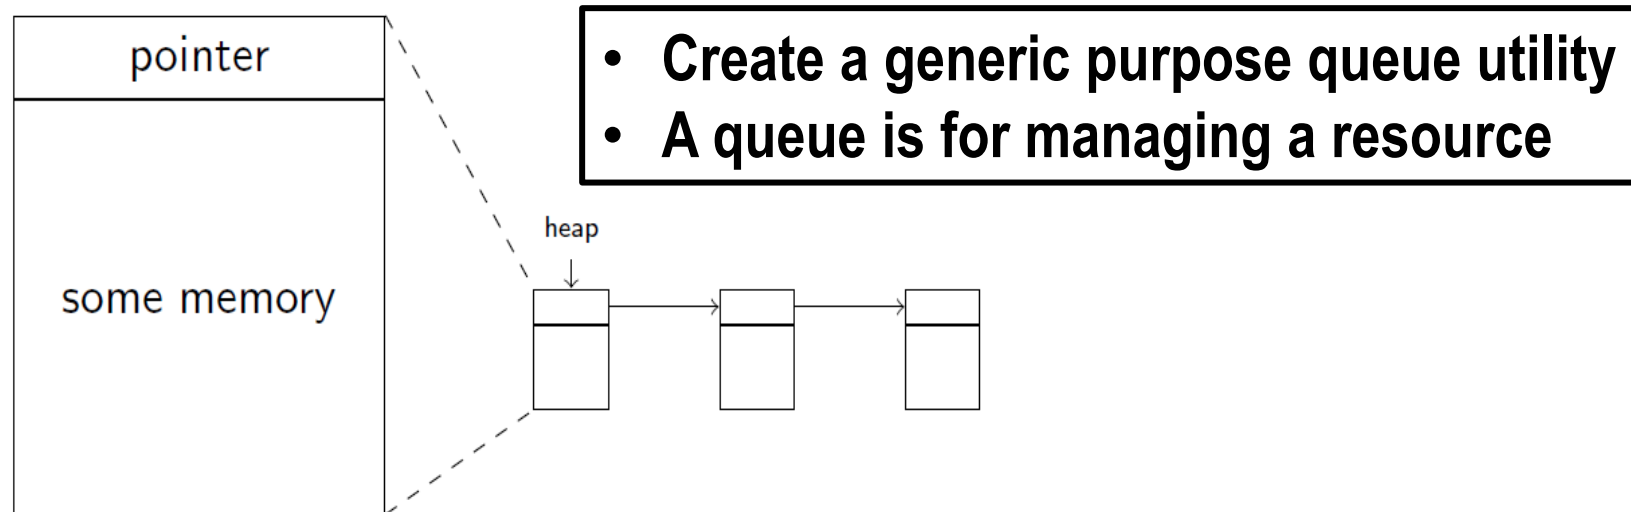 pointer
• Create a generic purpose queue utility
• A queue is for managing a resource
heap
some memory